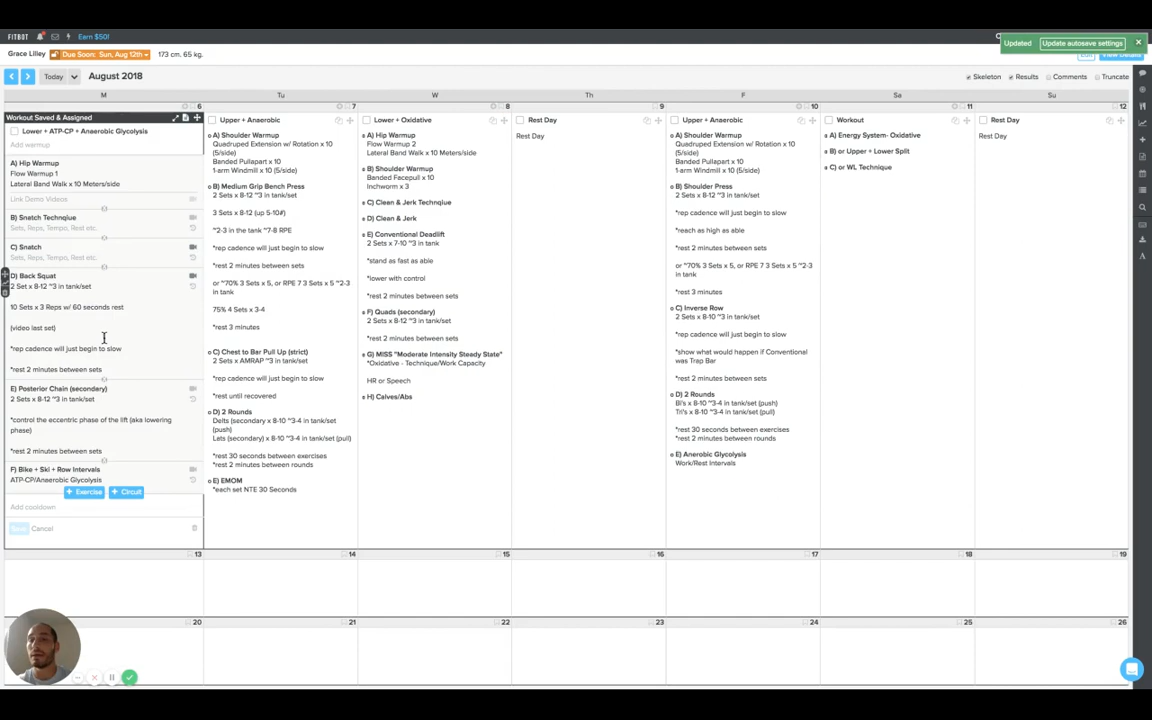 FITBOT
Earn $50!
Grace Lilley
Due Soon: Sun, Aug 12th
173 cm. 65 kg.
Updated
Update autosave settings
Today
August 2018
Skeleton
Results
Comments
Truncate
M
Tu
W
Th
F
Sa
Su
6
7
8
9
10
11
12
Workout Saved & Assigned
Lower + ATP-CP + Anaerobic Glycolysis
Add warmup
A) Hip Warmup
Flow Warmup 1
Lateral Band Walk x 10 Meters/side
Link Demo Videos
B) Snatch Technqiue
Sets, Reps, Tempo, Rest etc.
C) Snatch
Sets, Reps, Tempo, Rest etc.
D) Back Squat
2 Set x 8-12 ~3 in tank/set
10 Sets x 3 Reps w/ 60 seconds rest
(video last set)
*rep cadence will just begin to slow
*rest 2 minutes between sets
E) Posterior Chain (secondary)
2 Sets x 8-12 ~3 in tank/set
*control the eccentric phase of the lift (aka lowering
phase)
*rest 2 minutes between sets
F) Bike + Ski + Row Intervals
ATP-CP/Anaerobic Glycolysis
+ Exercise
+ Circuit
Add cooldown
Save
Cancel
Upper + Anaerobic
A) Shoulder Warmup
Quadruped Extension w/ Rotation x 10
(5/side)
Banded Pullapart x 10
1-arm Windmill x 10 (5/side)
B) Medium Grip Bench Press
2 Sets x 8-12 ~3 in tank/set
3 Sets x 8-12 (up 5-10#)
~2-3 in the tank ~7-8 RPE
*rep cadence will just begin to slow
*rest 2 minutes between sets
or ~70% 3 Sets x 5, or RPE 7 3 Sets x 5 ~2-3
in tank
75% 4 Sets x 3-4
*rest 3 minutes
C) Chest to Bar Pull Up (strict)
2 Sets x AMRAP ~3 in tank/set
*rep cadence will just begin to slow
*rest until recovered
D) 2 Rounds
Delts (secondary x 8-10 ~3-4 in tank/set
(push)
Lats (secondary) x 8-10 ~3-4 in tank/set (pull)
*rest 30 seconds between exercises
*rest 2 minutes between rounds
E) EMOM
*each set NTE 30 Seconds
Lower + Oxidative
A) Hip Warmup
Flow Warmup 2
Lateral Band Walk x 10 Meters/side
B) Shoulder Warmup
Banded Facepull x 10
Inchworm x 3
C) Clean & Jerk Technique
D) Clean & Jerk
E) Conventional Deadlift
2 Sets x 7-10 ~3 in tank
*stand as fast as able
*lower with control
*rest 2 minutes between sets
F) Quads (secondary)
2 Sets x 8-12 ~3 in tank/set
*rest 2 minutes between sets
G) MISS "Moderate Intensity Steady State"
*Oxidative - Technique/Work Capacity
HR or Speech
H) Calves/Abs
Rest Day
Rest Day
Upper + Anaerobic
A) Shoulder Warmup
Quadruped Extension w/ Rotation x 10
(5/side)
Banded Pullapart x 10
1-arm Windmill x 10 (5/side)
B) Shoulder Press
2 Sets x 8-12 ~3 in tank/set
*rep cadence will just begin to slow
*reach as high as able
*rest 2 minutes between sets
or ~70% 3 Sets x 5, or RPE 7 3 Sets x 5 ~2-3
in tank
*rest 3 minutes
C) Inverse Row
2 Sets x 8-10 ~3 in tank/set
*rep cadence will just begin to slow
*show what would happen if Conventional
was Trap Bar
*rest 2 minutes between sets
D) 2 Rounds
Bi's x 8-10 ~3-4 in tank/set (push)
Tri's x 8-10 ~3-4 in tank/set (pull)
*rest 30 seconds between exercises
*rest 2 minutes between rounds
E) Anerobic Glycolysis
Work/Rest Intervals
Workout
A) Energy System- Oxidative
B) or Upper + Lower Split
C) or WL Technique
Rest Day
Rest Day
13
14
15
16
17
18
19
20
21
22
23
24
25
26